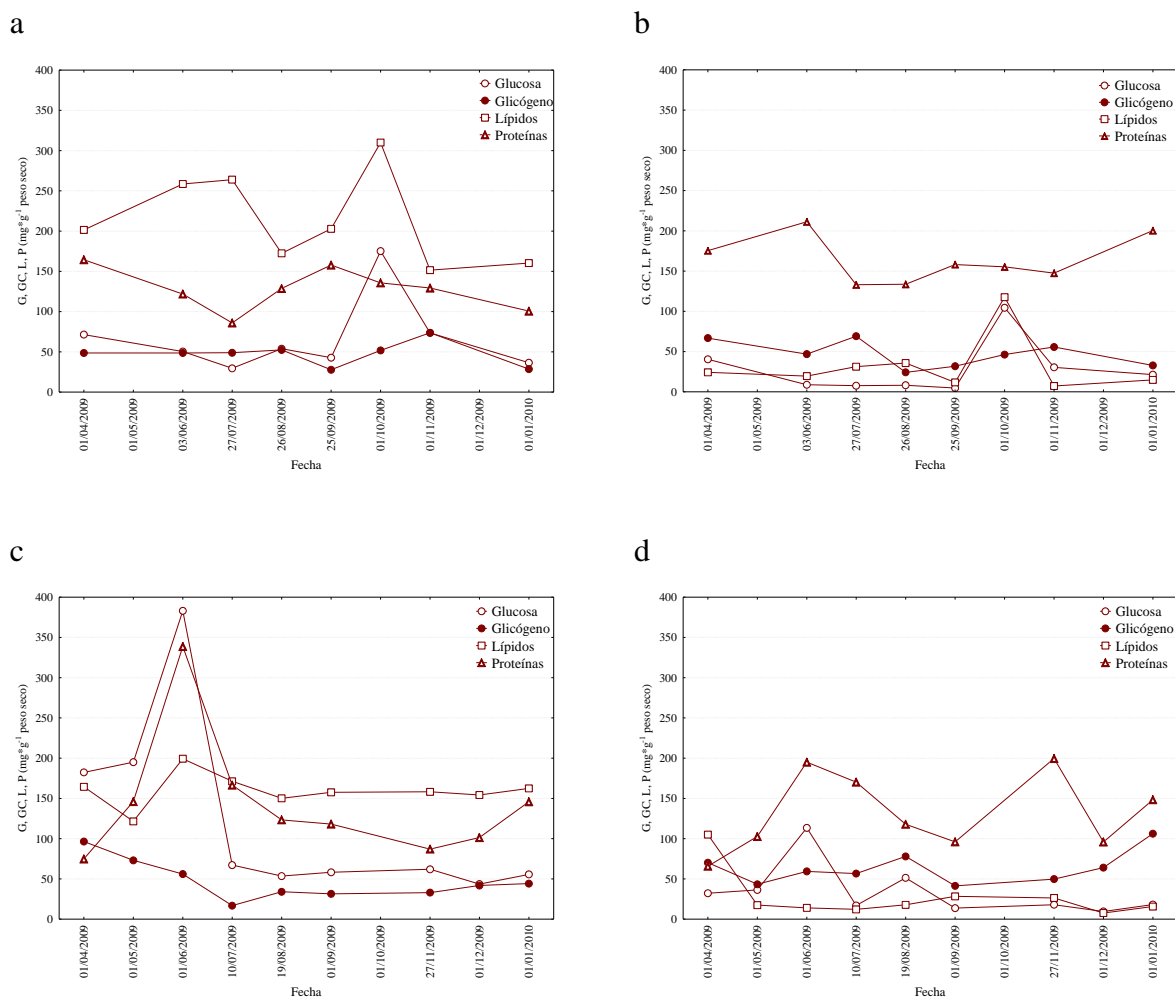 a
400
350
300
250
200
150
100
50
0
G, GC, L, P (mg*g-1 peso seco)
Glucosa
Glicógeno
Lípidos
Proteínas
01/04/2009
01/05/2009
03/06/2009
27/07/2009
26/08/2009
25/09/2009
01/10/2009
01/11/2009
01/12/2009
01/01/2010
Fecha
b
400
350
300
250
200
150
100
50
0
G, GC, L, P (mg*g-1 peso seco)
Glucosa
Glicógeno
Lípidos
Proteínas
01/04/2009
01/05/2009
03/06/2009
27/07/2009
26/08/2009
25/09/2009
01/10/2009
01/11/2009
01/12/2009
01/01/2010
Fecha
c
400
350
300
250
200
150
100
50
0
G, GC, L, P (mg*g-1 peso seco)
Glucosa
Glicógeno
Lípidos
Proteínas
01/04/2009
01/05/2009
01/06/2009
10/07/2009
19/08/2009
01/09/2009
01/10/2009
27/11/2009
01/12/2009
01/01/2010
Fecha
d
400
350
300
250
200
150
100
50
0
G, GC, L, P (mg*g-1 peso seco)
Glucosa
Glicógeno
Lípidos
Proteínas
01/04/2009
01/05/2009
01/06/2009
10/07/2009
19/08/2009
01/09/2009
01/10/2009
27/11/2009
01/12/2009
01/01/2010
Fecha